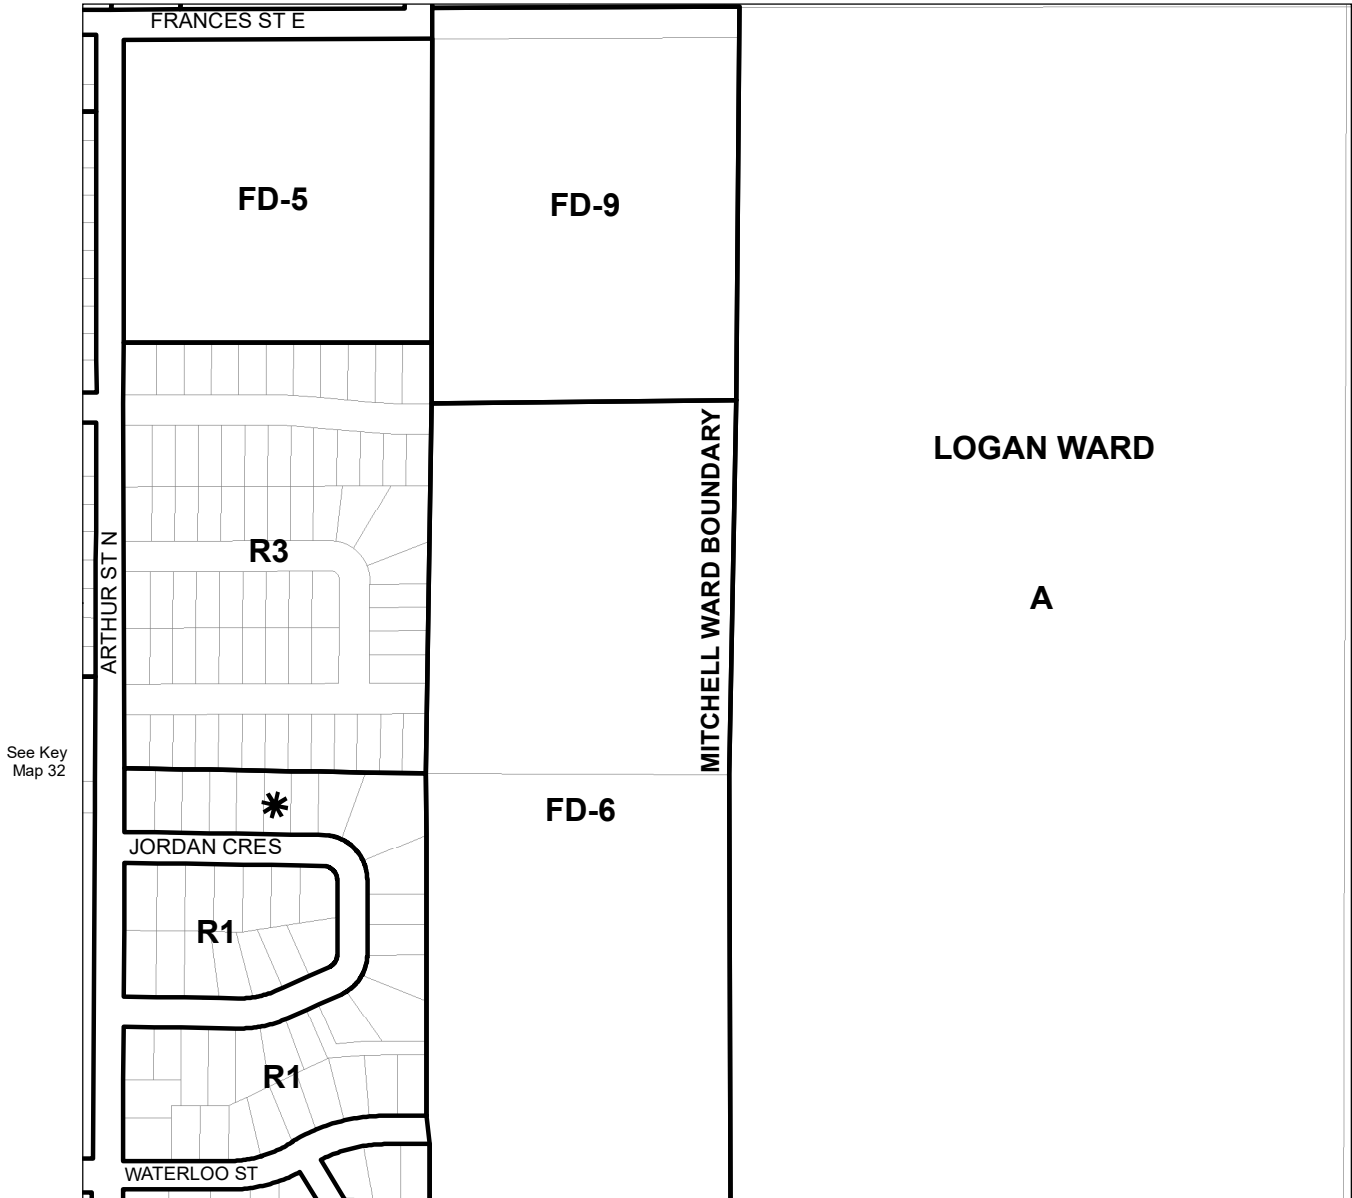 FRANCES ST E
FD-5
FD-9
MITCHELL WARD BOUNDARY
LOGAN WARD
A
ARTHUR ST N
R3
See Key
Map 32
FD-6
JORDAN CRES
R1
R1
WATERLOO ST